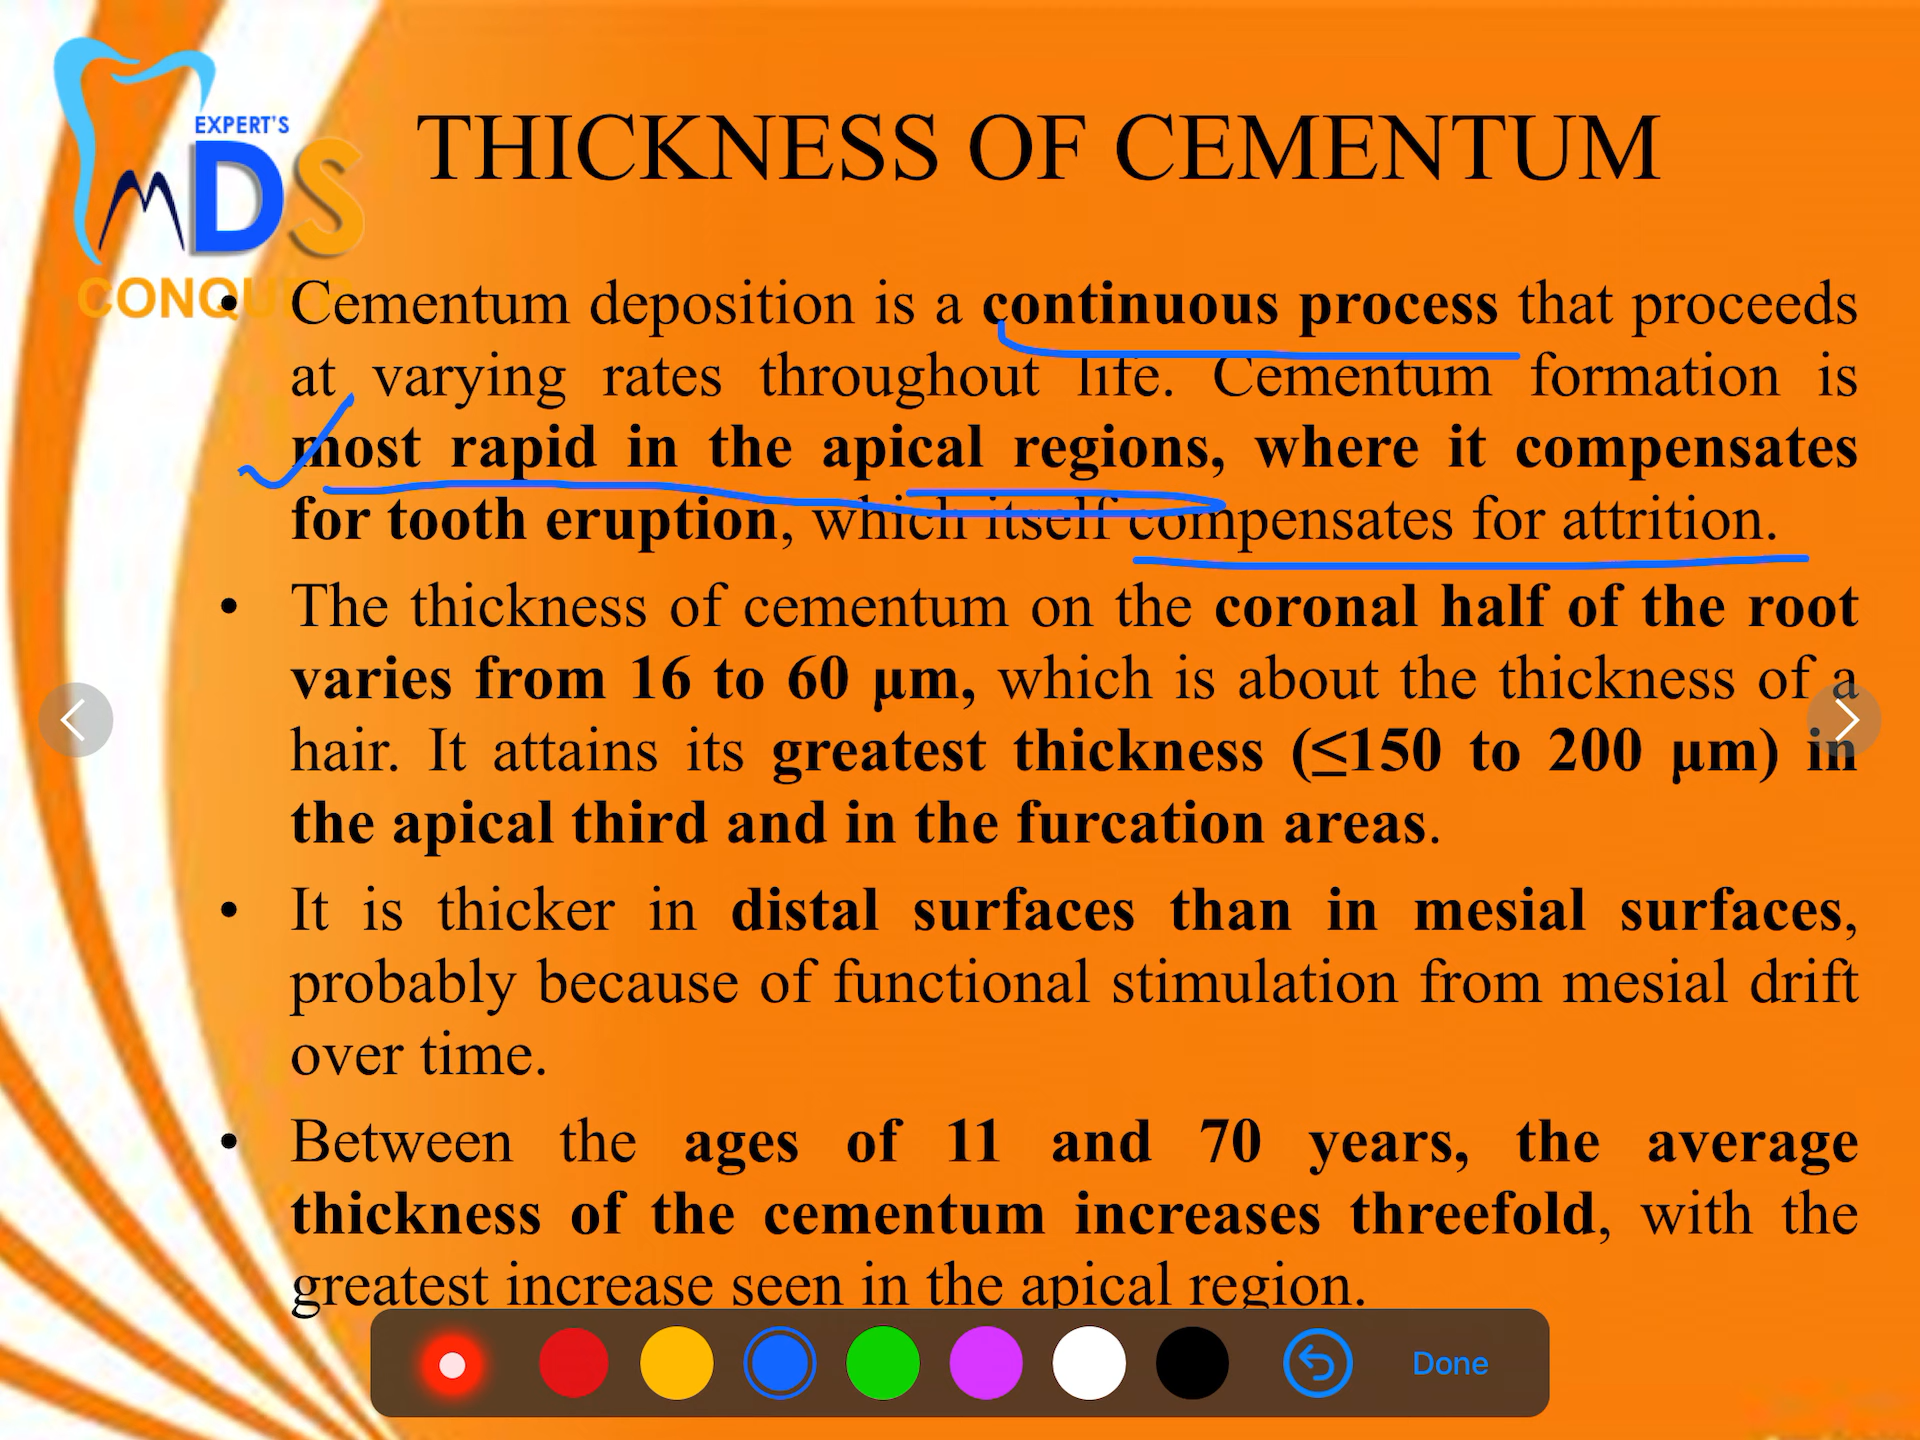 EXPERT'S
MDS
CONQU
THICKNESS OF CEMENTUM
• Cementum deposition is a continuous process that proceeds
at varying rates throughout life. Cementum formation is
most rapid in the apical regions, where it compensates
for tooth eruption, which itself compensates for attrition.
• The thickness of cementum on the coronal half of the root
varies from 16 to 60 µm, which is about the thickness of a
hair. It attains its greatest thickness (≤150 to 200 µm) in
the apical third and in the furcation areas.
• It is thicker in distal surfaces than in mesial surfaces,
probably because of functional stimulation from mesial drift
over time.
• Between the ages of 11 and 70 years, the average
thickness of the cementum increases threefold, with the
greatest increase seen in the apical region.
Done